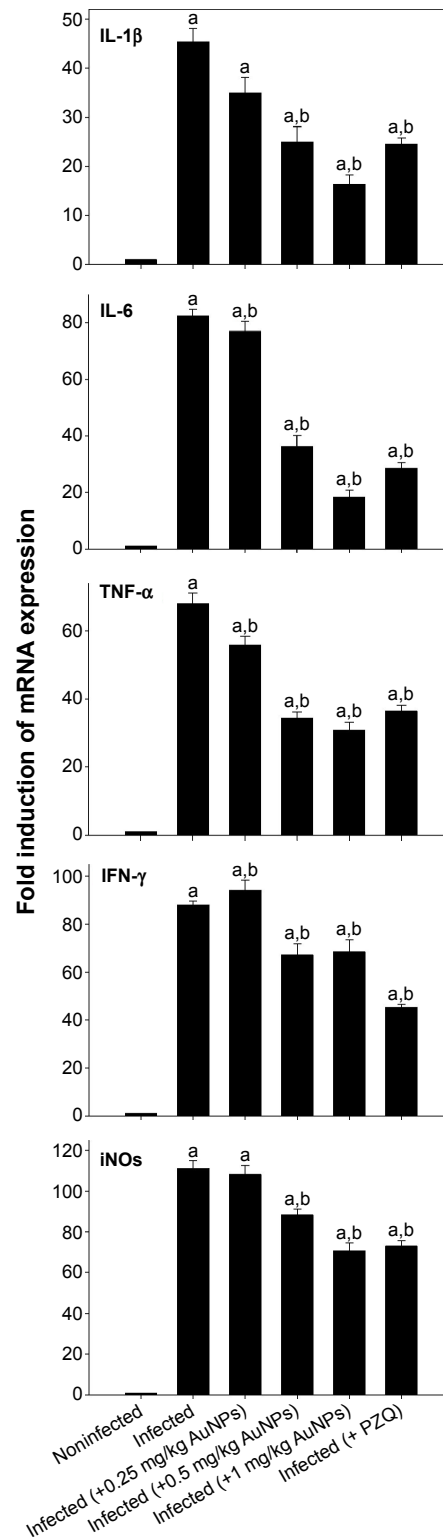 Fold induction of mRNA expression
IL-1β
50
40
30
20
10
0
a
a
a,b
a,b
a,b
IL-6
80
60
40
20
0
a
a,b
a,b
a,b
a,b
TNF-α
60
40
20
0
a
a,b
a,b
a,b
a,b
IFN-γ
100
80
60
40
20
0
a
a,b
a,b
a,b
a,b
iNOs
120
100
80
60
40
20
0
a
a
a,b
a,b
a,b
Noninfected
Infected
Infected (+0.25 mg/kg AuNPs)
Infected (+0.5 mg/kg AuNPs)
Infected (+1 mg/kg AuNPs)
Infected (+ PZQ)